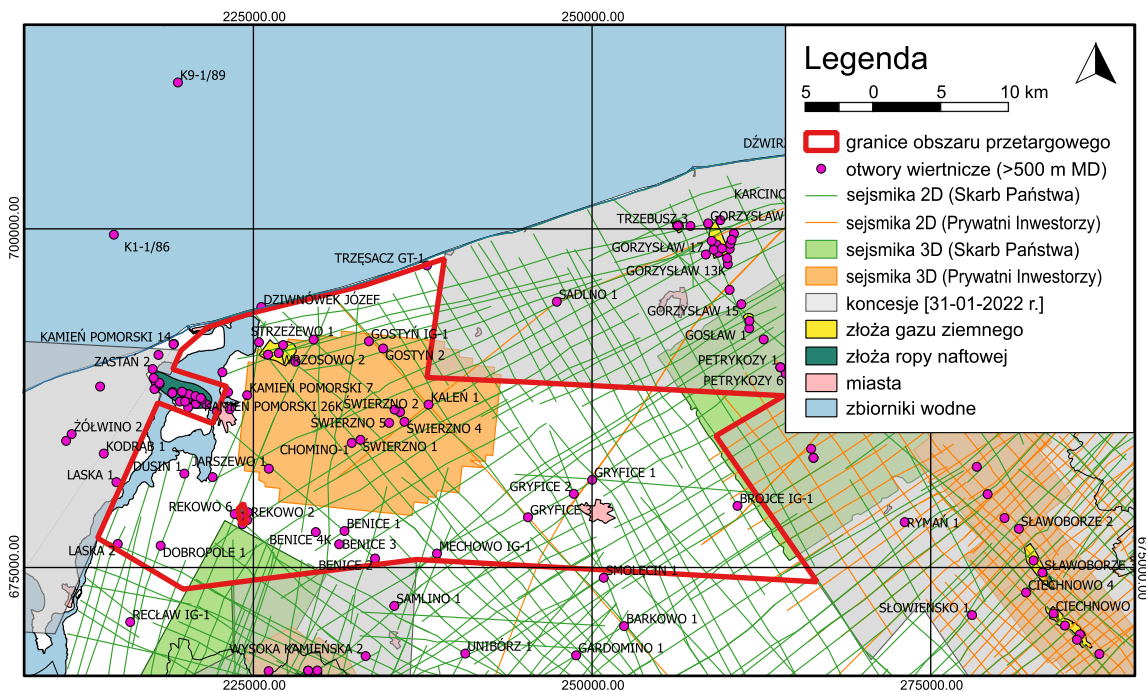 225000.00
250000.00
K9-1/89
K1-1/86
700000.00
675000.00
DŹWIRZ
KARCINO
TRZEBUSZ 3
GORZYSŁAW
GORZYSŁAW 17
GORZYSŁAW 13K
TRZĘSACZ GT-1
SADLNO 1
GORZYSŁAW 15
GOSŁAW 1
DZIWNÓWEK JÓZEF
KAMIEŃ POMORSKI 14
STRZEŻEWO 1
GOSTYŃ IG-1
GOSTYŃ 2
ZASTAŃ 2
WRZOSOWO 2
PETRYKOZY 1
PETRYKOZY 6
KAMIEŃ POMORSKI 7
KAMIEŃ POMORSKI 26K
ŚWIERZNO 2
KALEŃ 1
ŚWIERZNO 5
ŚWIERZNO 4
ŻÓŁWINO 2
KODRĄB 1
CHOMINO-1
ŚWIERZNO 1
LASKA 1
DUSIN 1
JARSZEWO 1
GRYFICE 1
GRYFICE 2
GRYFICE 3
BROJCE IG-1
REKOWO 6
REKOWO 2
BENICE 1
BENICE 4K
BENICE 3
BENICE 2
MECHOWO IG-1
LASKA 2
DOBROPOLE 1
SMOLĘCIN 1
RYMAŃ 1
SŁAWOBORZE 2
SŁAWOBORZE
CIECHNOWO 4
CIECHNOWO
SŁOWIEŃSKO 1
SAMLINO 1
RECŁAW IG-1
BARKOWO 1
WYSOKA KAMIEŃSKA 2
UNIBÓRZ 1
GARDOMINO 1
Legenda
5 0 5 10 km
granice obszaru przetargowego
otwory wiertnicze (>500 m MD)
sejsmika 2D (Skarb Państwa)
sejsmika 2D (Prywatni Inwestorzy)
sejsmika 3D (Skarb Państwa)
sejsmika 3D (Prywatni Inwestorzy)
koncesje [31-01-2022 r.]
złoża gazu ziemnego
złoża ropy naftowej
miasta
zbiorniki wodne
675000.00
225000.00
250000.00
275000.00